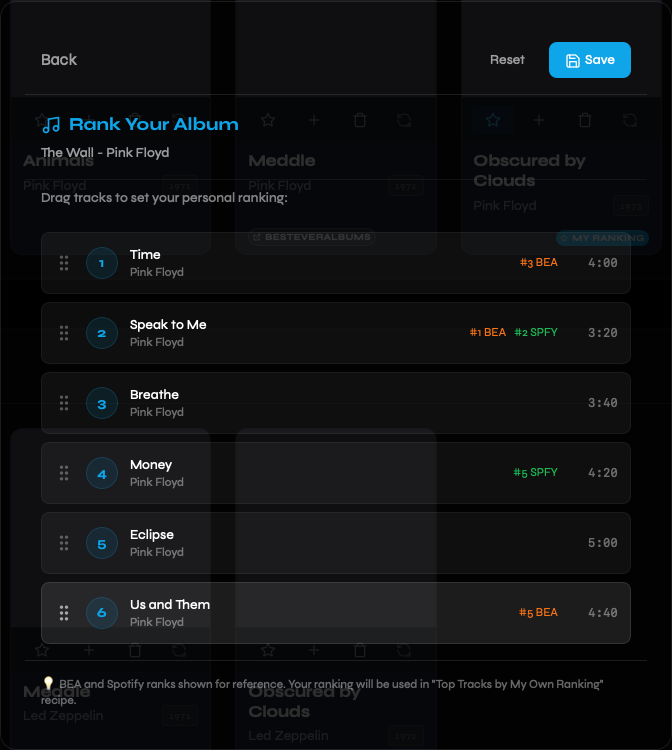 Back
Reset
Save
Rank Your Album
The Wall - Pink Floyd
Animals
Pink Floyd
1971
Meddle
Pink Floyd
1971
Obscured by
Clouds
Pink Floyd
1971
Drag tracks to set your personal ranking:
BESTEVERALBUMS
MY RANKING
1
Time
Pink Floyd
#3 BEA
4:00
2
Speak to Me
Pink Floyd
#1 BEA
#2 SPFY
3:20
3
Breathe
Pink Floyd
3:40
4
Money
Pink Floyd
#5 SPFY
4:20
5
Eclipse
Pink Floyd
5:00
6
Us and Them
Pink Floyd
#5 BEA
4:40
💡 BEA and Spotify ranks shown for reference. Your ranking will be used in "Top Tracks by My Own Ranking"
recipe.
Meddle
Led Zeppelin
1971
Obscured by
Clouds
Led Zeppelin
1971